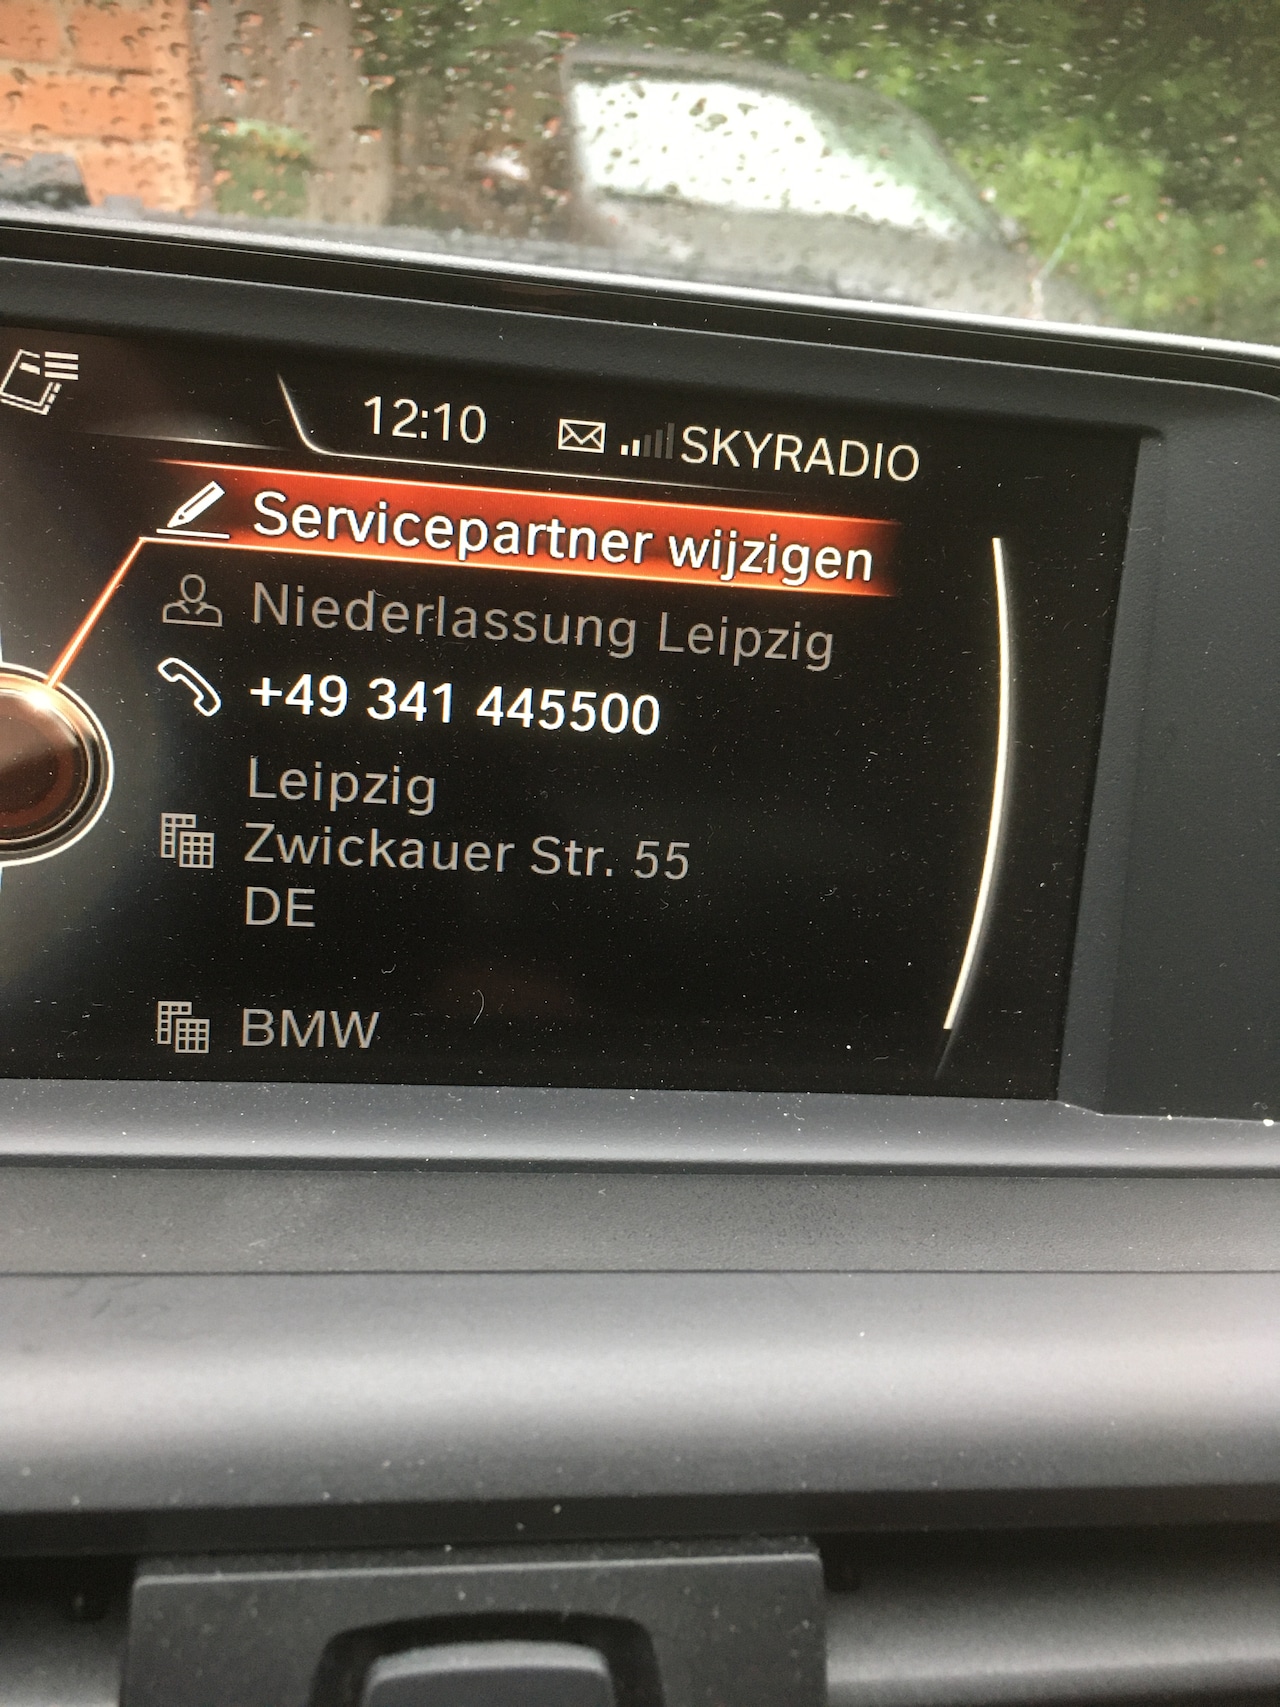 12:10 SKYRADIO
Servicepartner wijzigen
Niederlassung Leipzig
+49 341 445500
Leipzig
Zwickauer Str. 55
DE
BMW